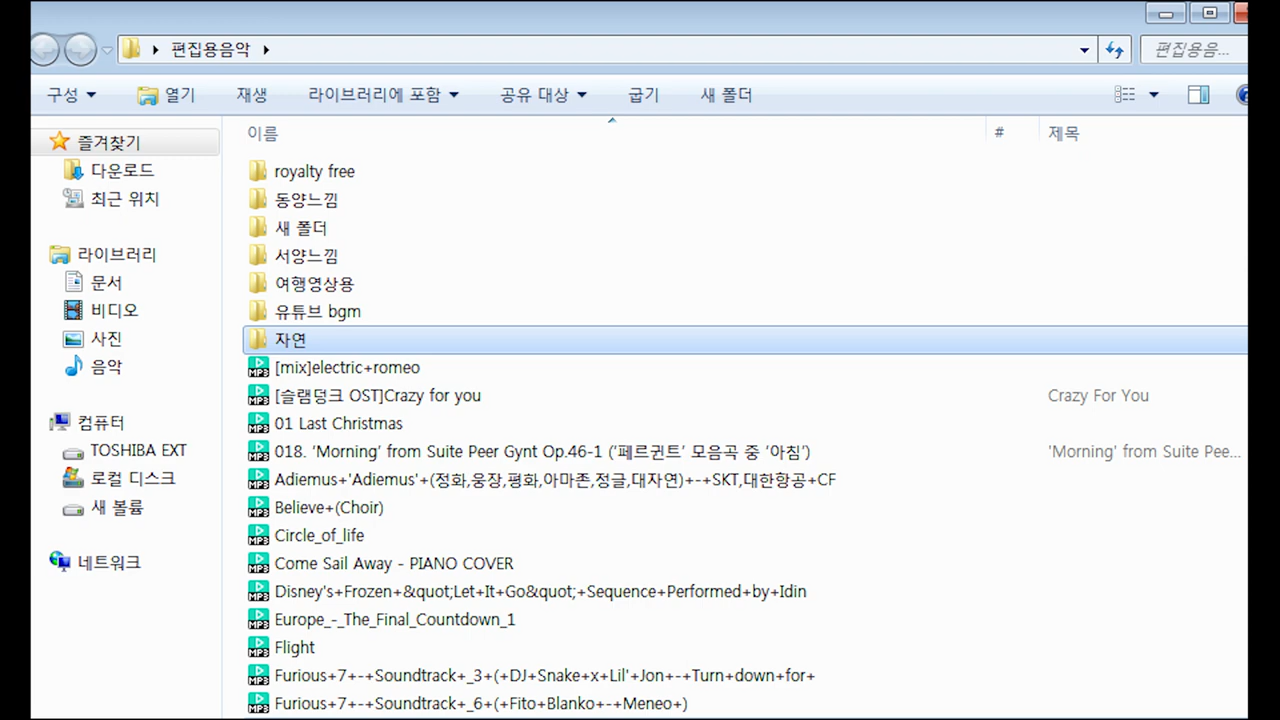 편집용음악
편집용음...
구성 열기 재생 라이브러리에 포함 공유 대상 굽기 새 폴더
즐겨찾기
다운로드
최근 위치
라이브러리
문서
비디오
사진
음악
컴퓨터
TOSHIBA EXT
로컬 디스크
새 볼륨
네트워크
이름 # 제목
royalty free
동양느낌
새 폴더
서양느낌
여행영상용
유튜브 bgm
자연
[mix]electric+romeo
[슬램덩크 OST]Crazy for you Crazy For You
01 Last Christmas
018. ‘Morning’ from Suite Peer Gynt Op.46-1 (‘페르귄트’ 모음곡 중 ‘아침’) 'Morning' from Suite Pee...
Adiemus+'Adiemus'+(정화,웅장,평화,아마존,정글,대자연)+-+SKT,대한항공+CF
Believe+(Choir)
Circle_of_life
Come Sail Away - PIANO COVER
Disney's+Frozen+&quot;Let+It+Go&quot;+Sequence+Performed+by+Idin
Europe_-_The_Final_Countdown_1
Flight
Furious+7+-+Soundtrack+_3+(+DJ+Snake+x+Lil'+Jon+-+Turn+down+for+
Furious+7+-+Soundtrack+_6+(+Fito+Blanko+-+Meneo+)